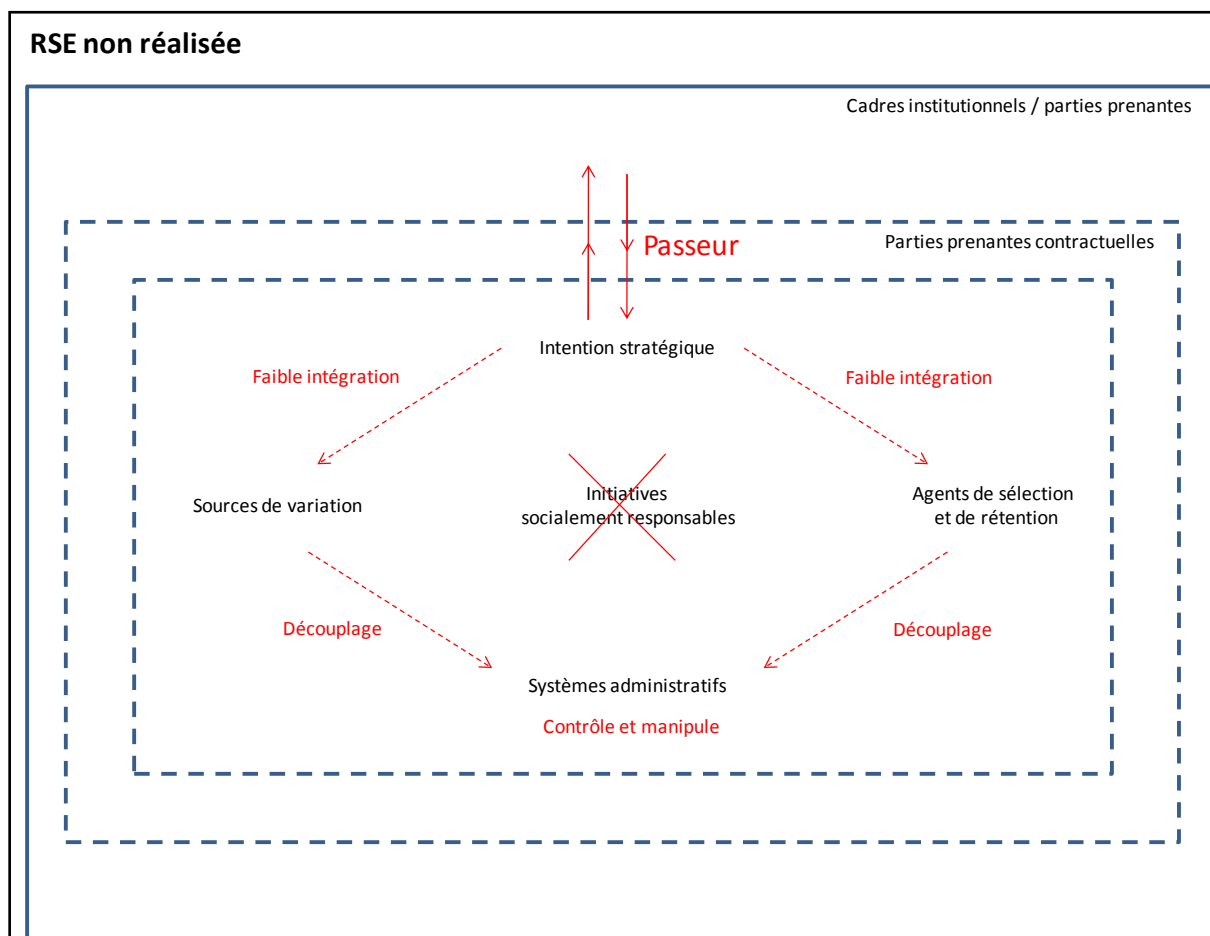 RSE non réalisée
Cadres institutionnels / parties prenantes
Passeur
Parties prenantes contractuelles
Intention stratégique
Faible intégration
Faible intégration
Sources de variation
Initiatives
socialement responsables
Agents de sélection
et de rétention
Découplage
Découplage
Systèmes administratifs
Contrôle et manipule